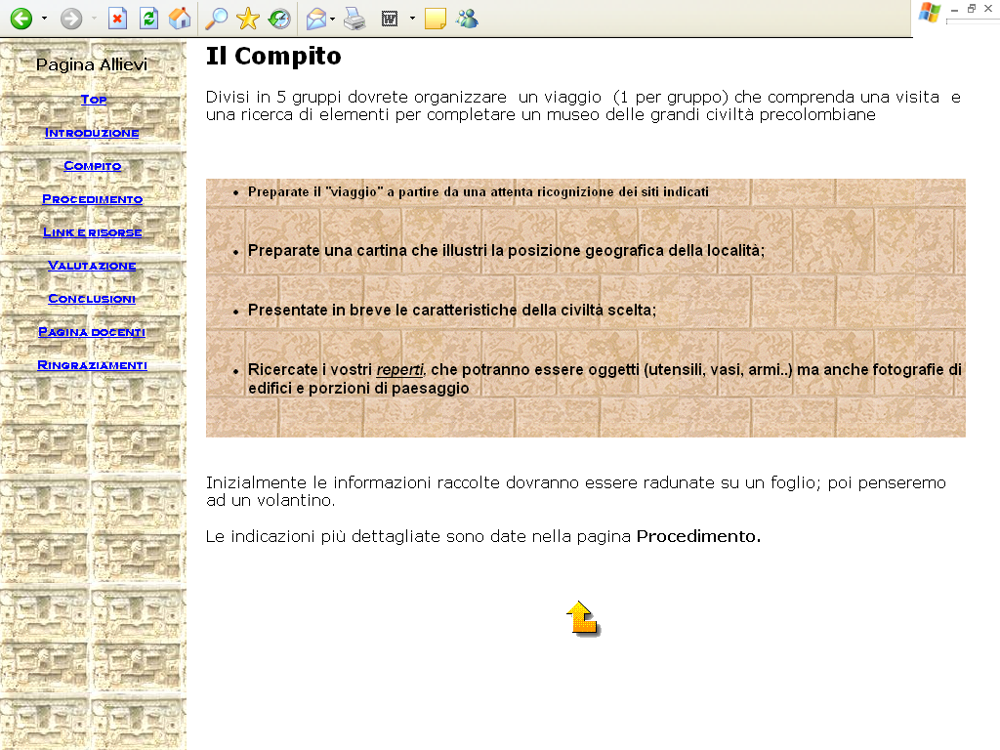 Pagina Allievi
Top
Introduzione
Compito
Procedimento
Link e risorse
Valutazione
Conclusioni
Pagina docenti
Ringraziamenti
Il Compito
Divisi in 5 gruppi dovrete organizzare un viaggio (1 per gruppo) che comprenda una visita e
una ricerca di elementi per completare un museo delle grandi civiltà precolombiane
• Preparate il "viaggio" a partire da una attenta ricognizione dei siti indicati
• Preparate una cartina che illustri la posizione geografica della località;
• Presentate in breve le caratteristiche della civiltà scelta;
• Ricercate i vostri reperti, che potranno essere oggetti (utensili, vasi, armi..) ma anche fotografie di
edifici e porzioni di paesaggio
Inizialmente le informazioni raccolte dovranno essere radunate su un foglio; poi penseremo
ad un volantino.
Le indicazioni più dettagliate sono date nella pagina Procedimento.